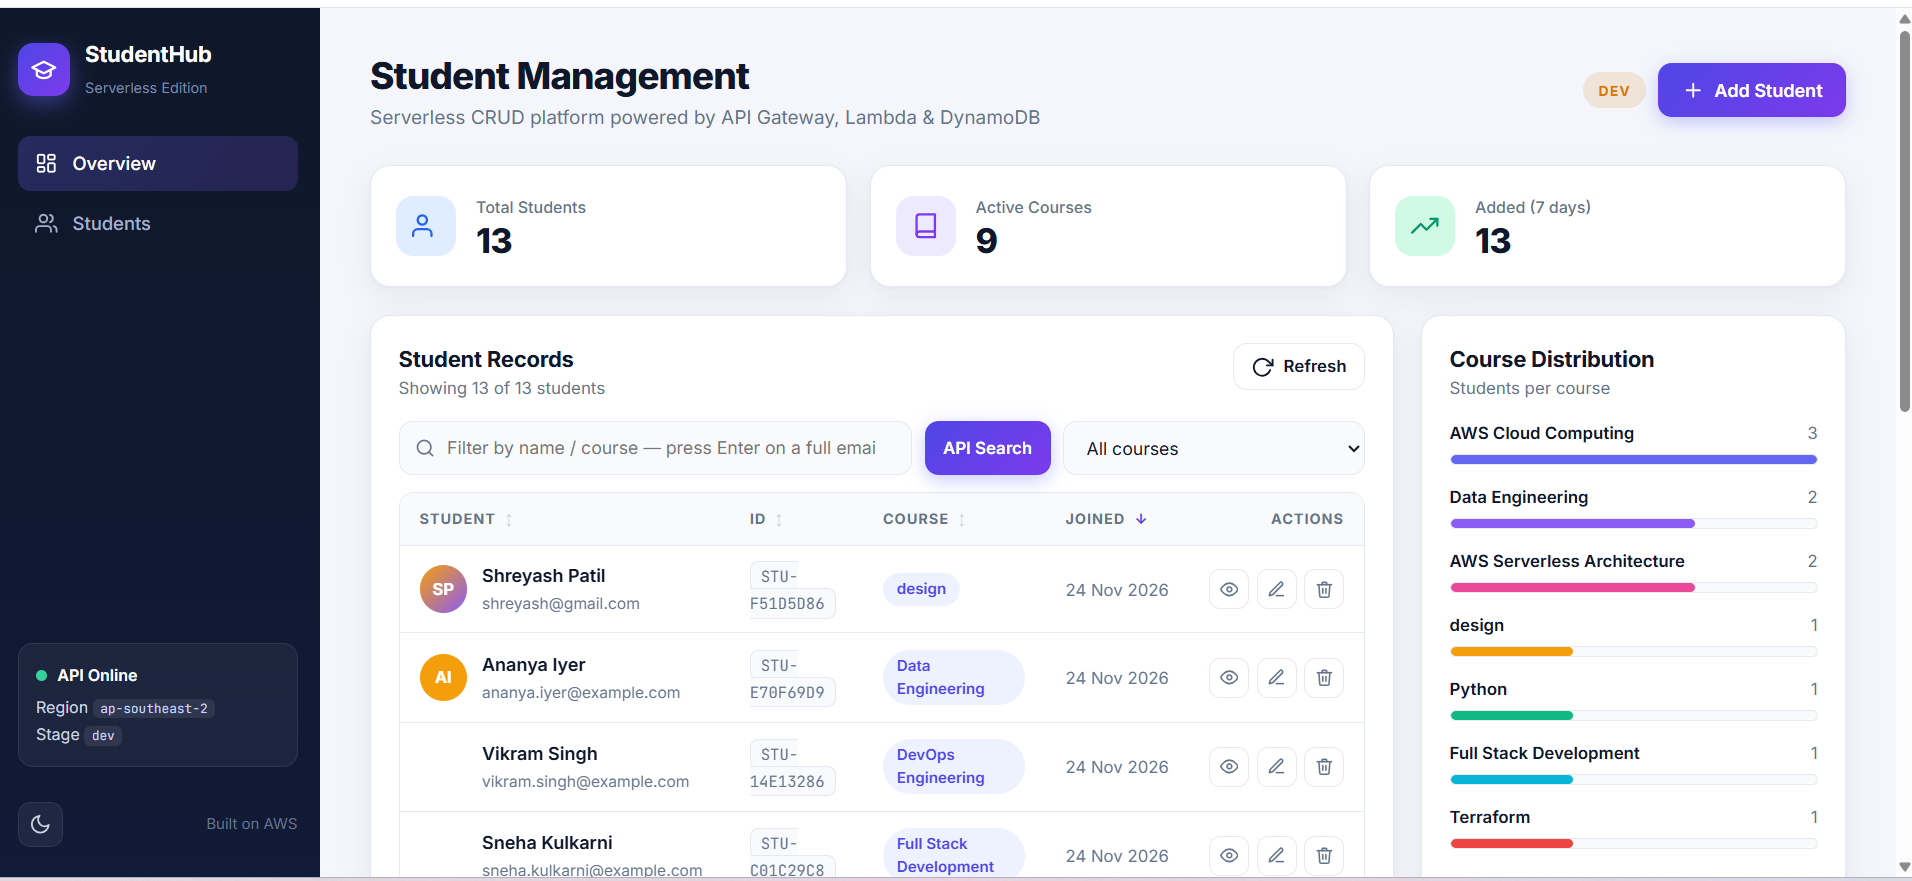 StudentHub
Serverless Edition
Overview
Students
API Online
Region ap-southeast-2
Stage dev
Built on AWS
Student Management
Serverless CRUD platform powered by API Gateway, Lambda & DynamoDB
DEV
+ Add Student
Total Students
13
Active Courses
9
Added (7 days)
13
Student Records
Showing 13 of 13 students
Refresh
Filter by name / course — press Enter on a full emai
API Search
All courses
STUDENT ID COURSE JOINED ACTIONS
SP
Shreyash Patil
shreyash@gmail.com
STU-
F51D5D86
design
24 Nov 2026
AI
Ananya Iyer
ananya.iyer@example.com
STU-
E70F69D9
Data
Engineering
24 Nov 2026
Vikram Singh
vikram.singh@example.com
STU-
14E13286
DevOps
Engineering
24 Nov 2026
Sneha Kulkarni
sneha.kulkarni@example.com
STU-
C01C29C8
Full Stack
Development
24 Nov 2026
Course Distribution
Students per course
AWS Cloud Computing 3
Data Engineering 2
AWS Serverless Architecture 2
design 1
Python 1
Full Stack Development 1
Terraform 1